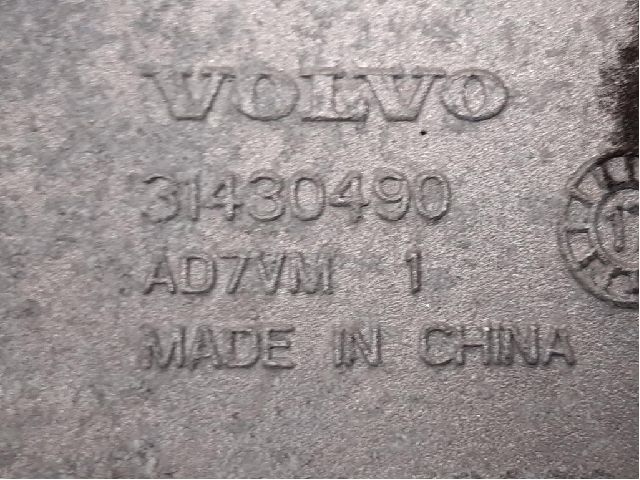 VOLVO
31430490
AD7VM 1
MADE IN CHINA